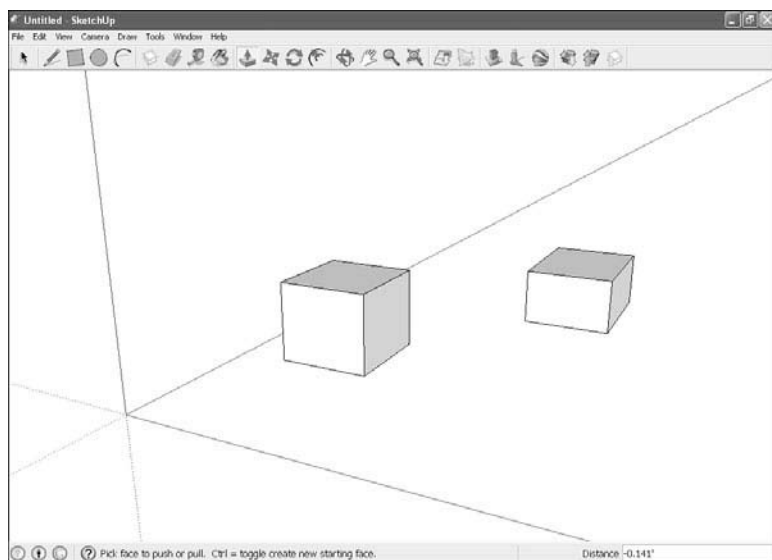 Untitled - SketchUp
File Edit View Camera Draw Tools Window Help
Pick face to push or pull. Ctrl = toggle create new starting face.
Distance -0.141'